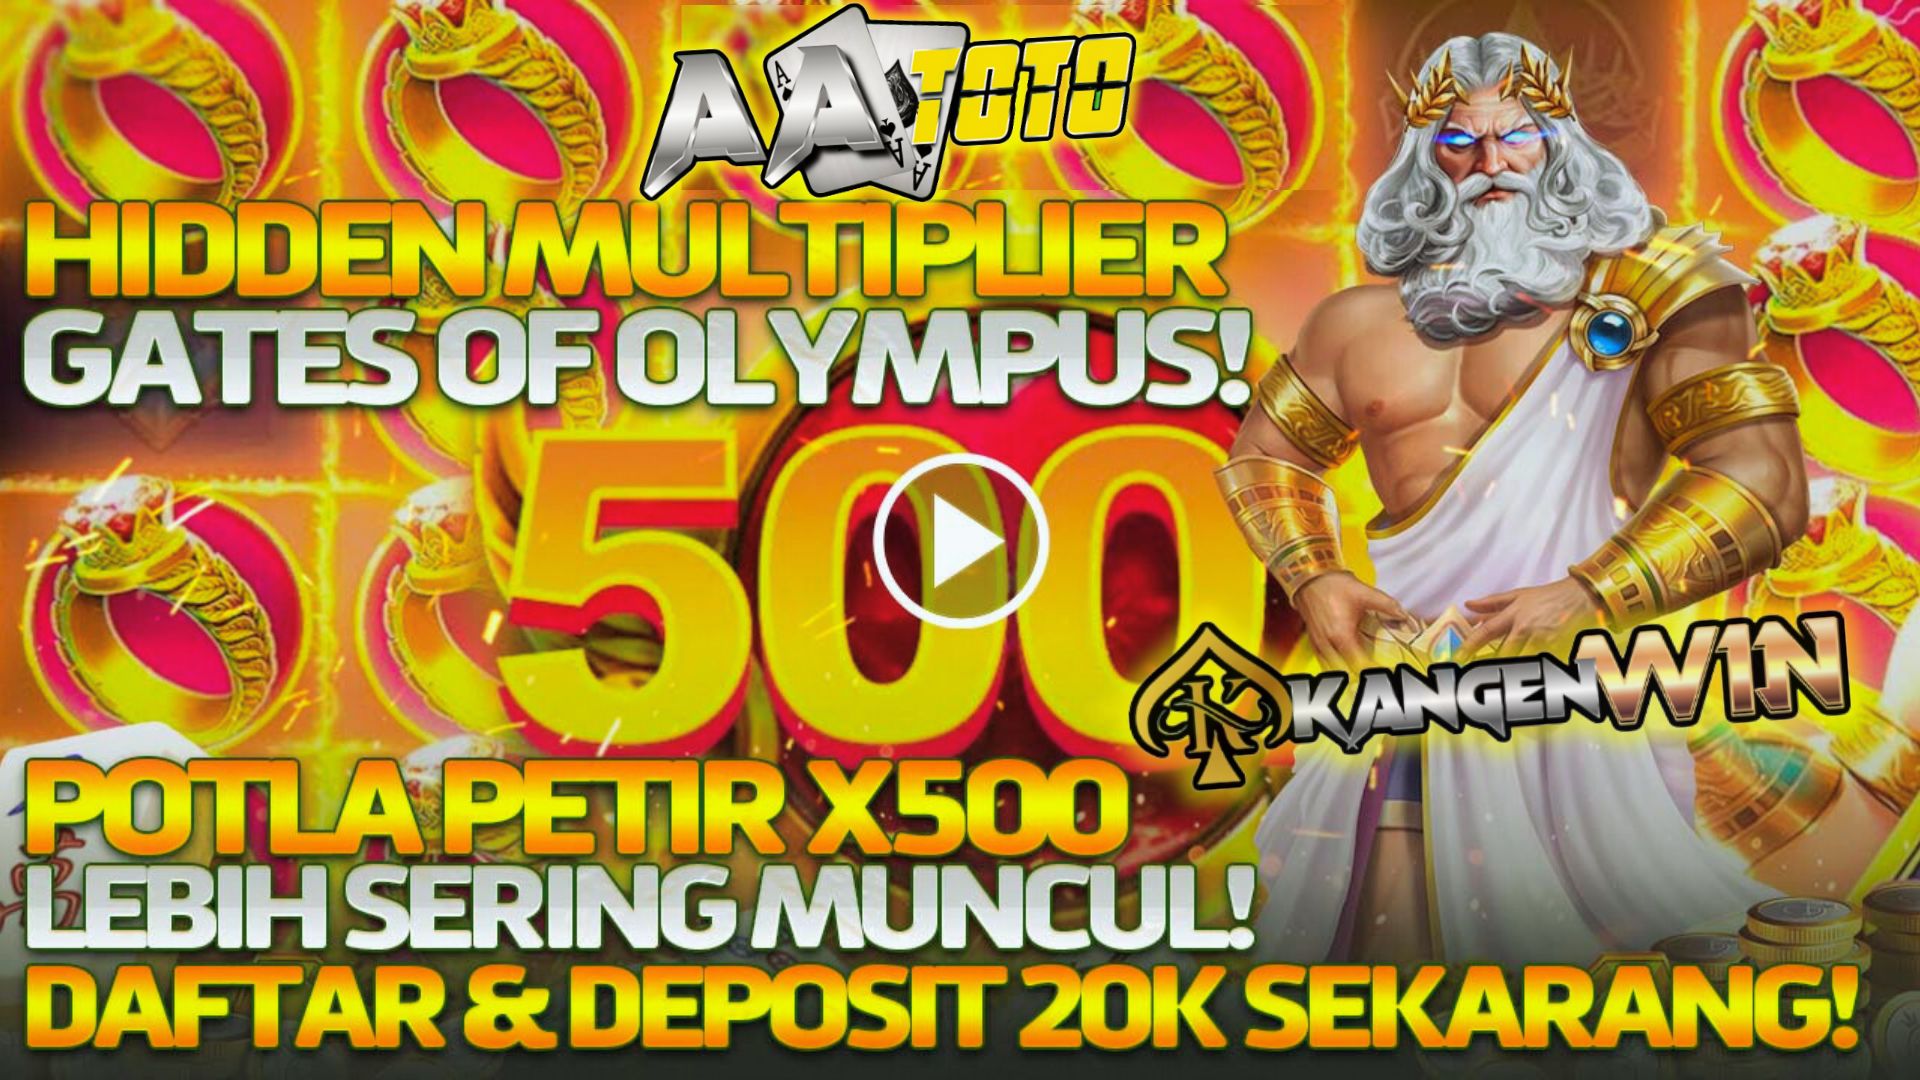 AATOTO
HIDDEN MULTIPLIER
GATES OF OLYMPUS!
500
KANGENW1N
POTLA PETIR X500
LEBIH SERING MUNCUL!
DAFTAR & DEPOSIT 20K SEKARANG!